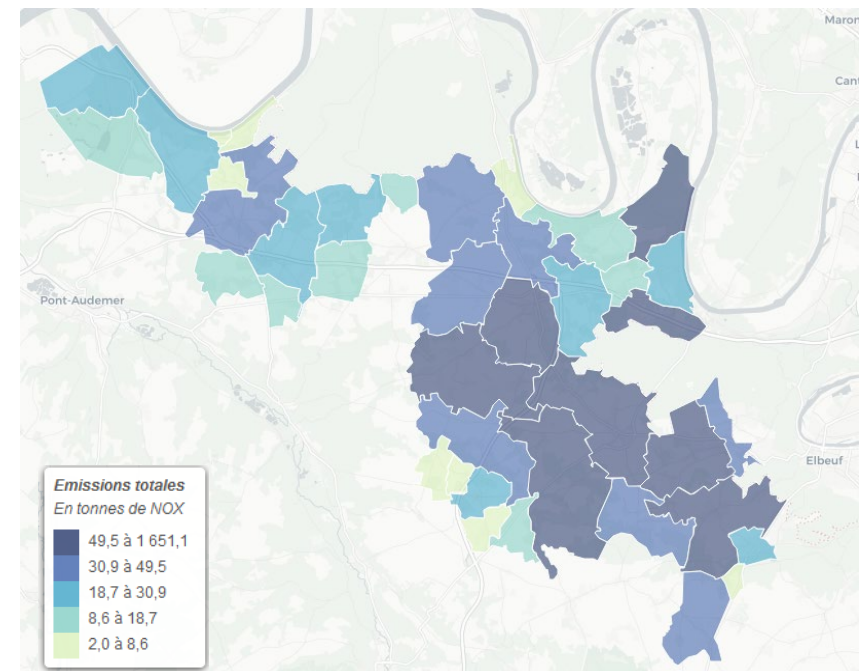 Maron
Cant
L
Pont-Audemer
Elbeuf
Emissions totales
En tonnes de NOX
49,5 à 1 651,1
30,9 à 49,5
18,7 à 30,9
8,6 à 18,7
2,0 à 8,6